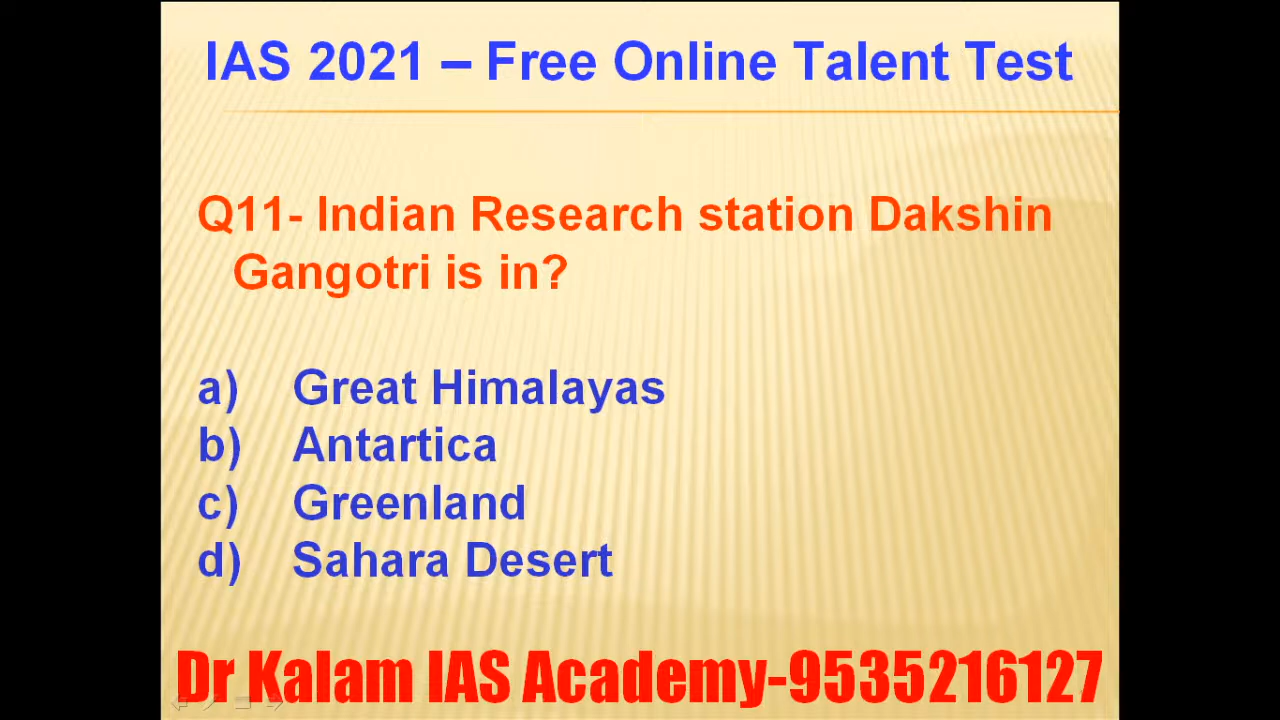 IAS 2021 – Free Online Talent Test
Q11- Indian Research station Dakshin
Gangotri is in?
a) Great Himalayas
b) Antartica
c) Greenland
d) Sahara Desert
Dr Kalam IAS Academy-9535216127